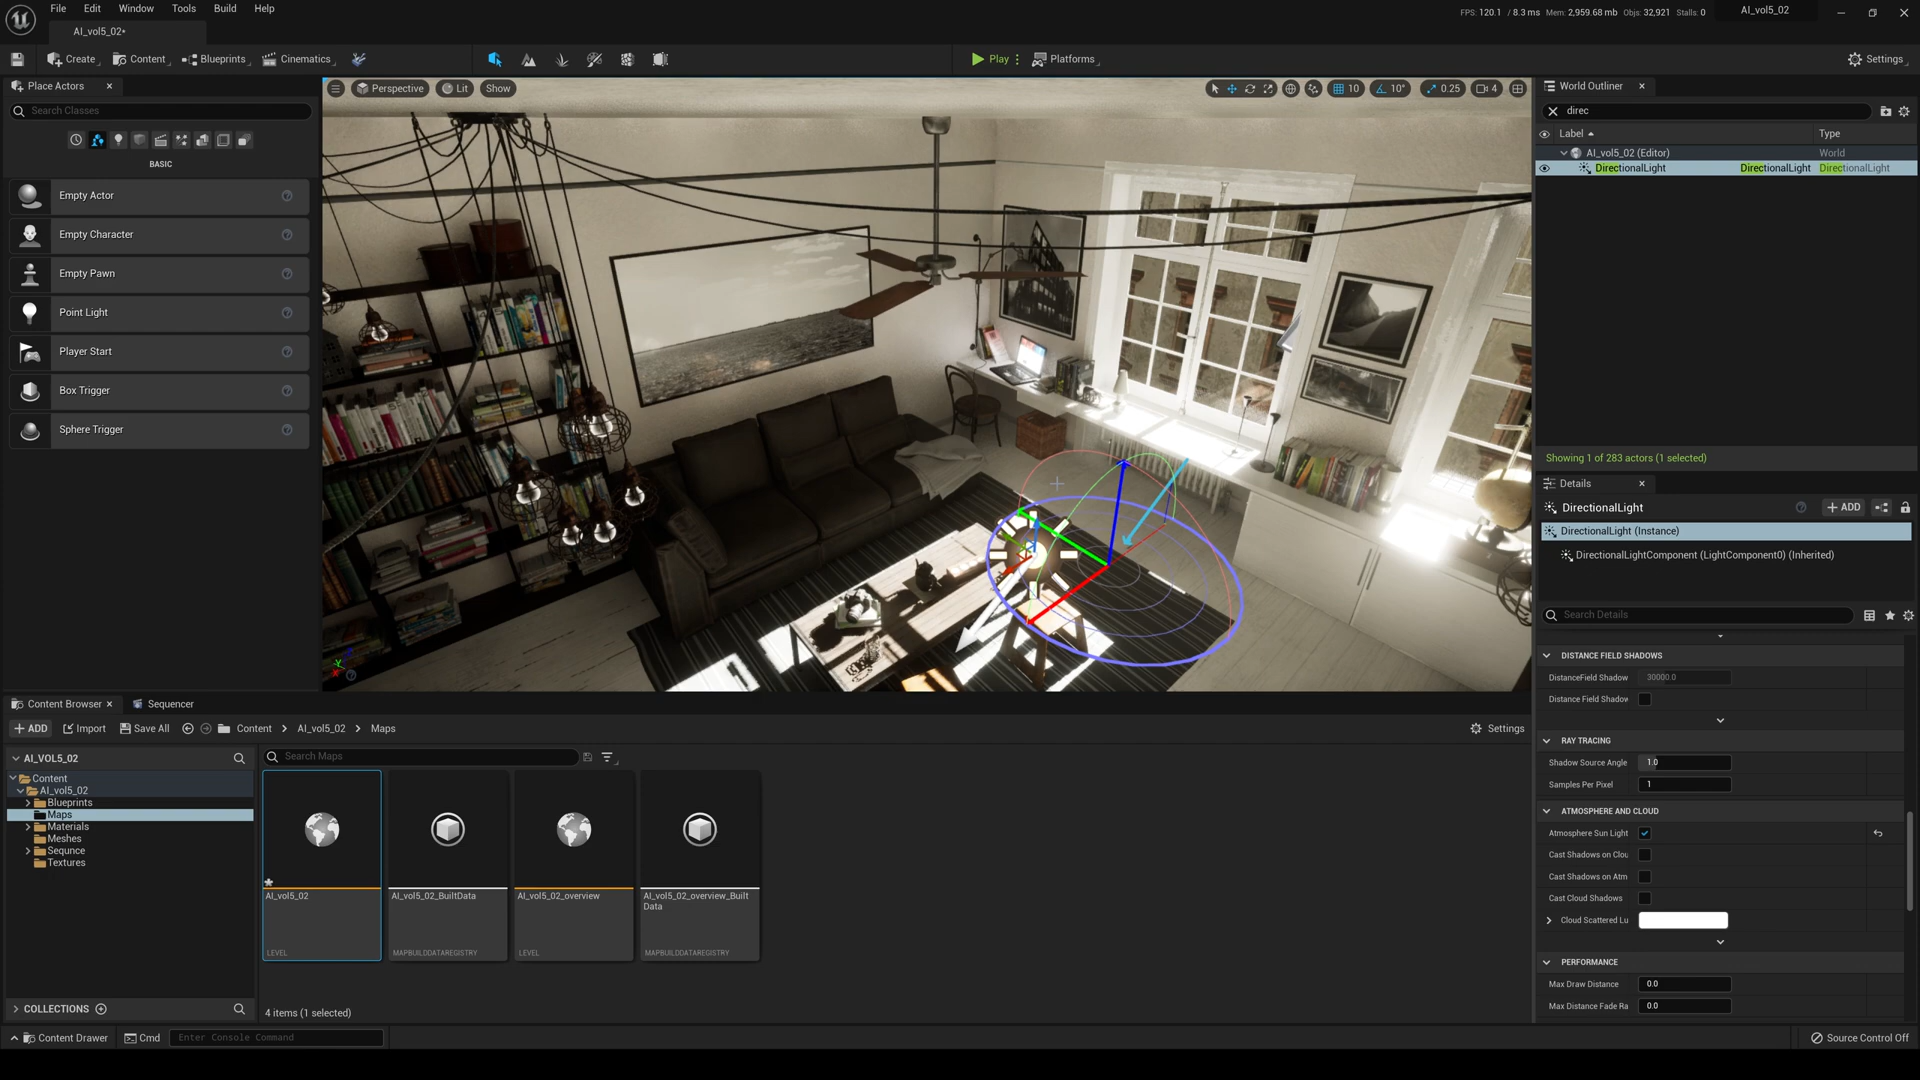 File Edit Window Tools Build Help
FPS: 120.1 / 8.3 ms Mem: 2,959.68 mb Objs: 32,921 Stalls: 0
AI_vol5_02
AI_vol5_02*
Create
Content
Blueprints
Cinematics
Play
Platforms
Settings
Place Actors
Search Classes
BASIC
Empty Actor
Empty Character
Empty Pawn
Point Light
Player Start
Box Trigger
Sphere Trigger
Perspective
Lit
Show
10
10°
0.25
4
World Outliner
direc
Label
Type
AI_vol5_02 (Editor)
World
DirectionalLight
DirectionalLight
DirectionalLight
Showing 1 of 283 actors (1 selected)
Details
DirectionalLight
ADD
DirectionalLight (Instance)
DirectionalLightComponent (LightComponent0) (Inherited)
Search Details
DISTANCE FIELD SHADOWS
DistanceField Shadow
30000.0
Distance Field Shadow
RAY TRACING
Shadow Source Angle
1.0
Samples Per Pixel
1
ATMOSPHERE AND CLOUD
Atmosphere Sun Light
Cast Shadows on Clou
Cast Shadows on Atm
Cast Cloud Shadows
Cloud Scattered Lu
PERFORMANCE
Max Draw Distance
0.0
Max Distance Fade Ra
0.0
Content Browser
Sequencer
ADD
Import
Save All
Content
AI_vol5_02
Maps
Settings
AI_VOL5_02
Content
AI_vol5_02
Blueprints
Maps
Materials
Meshes
Sequnce
Textures
COLLECTIONS
Search Maps
AI_vol5_02
LEVEL
AI_vol5_02_BuiltData
MAPBUILDDATAREGISTRY
AI_vol5_02_overview
LEVEL
AI_vol5_02_overview_Built
Data
MAPBUILDDATAREGISTRY
4 items (1 selected)
Content Drawer
Cmd
Enter Console Command
Source Control Off